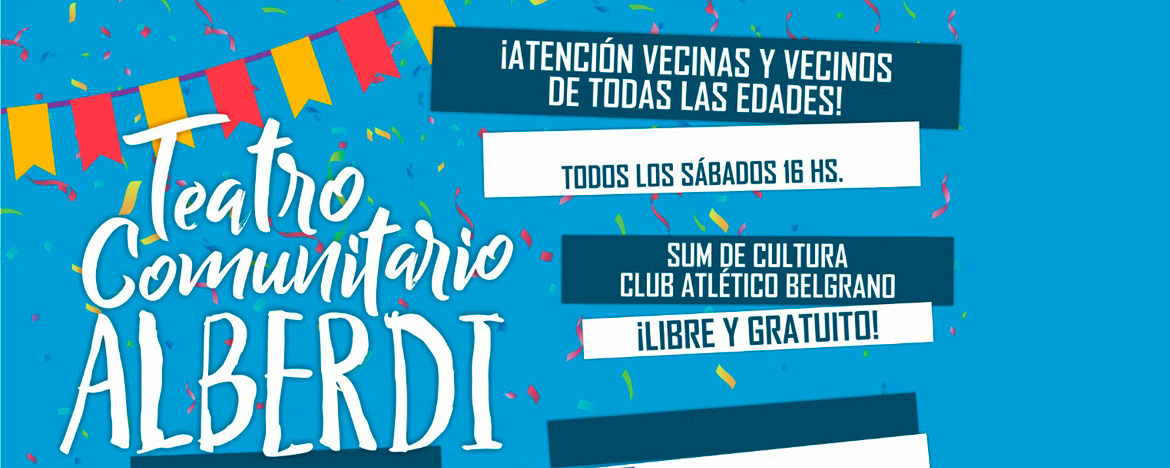 Teatro
Comunitario
ALBERDI
¡ATENCIÓN VECINAS Y VECINOS
DE TODAS LAS EDADES!
TODOS LOS SÁBADOS 16 HS.
SUM DE CULTURA
CLUB ATLÉTICO BELGRANO
¡LIBRE Y GRATUITO!